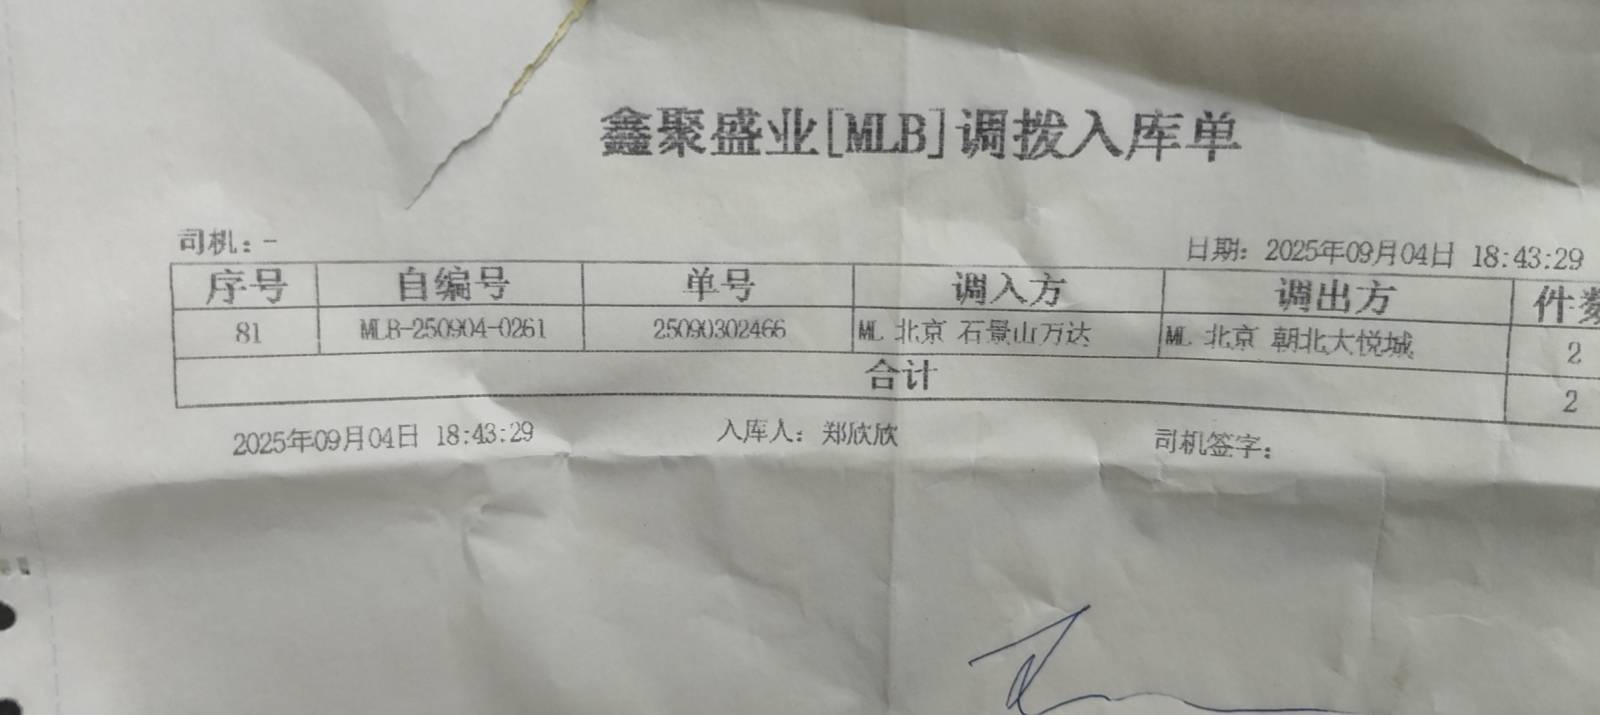 鑫聚盛业[MLB]调拨入库单
司机：- 日期：2025年09月04日 18:43:29
序号 自编号 单号 调入方 调出方 件数
81 MLB-250904-0261 25090302466 ML 北京 石景山万达 ML 北京 朝北大悦城 2
合计 2
2025年09月04日 18:43:29 入库人：郑欣欣 司机签字：